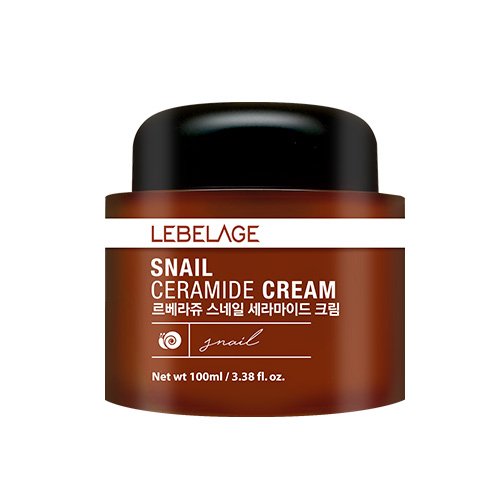 LEBELAGE
SNAIL
CERAMIDE CREAM
르베라쥬 스네일 세라마이드 크림
snail
Net wt 100ml / 3.38 fl. oz.